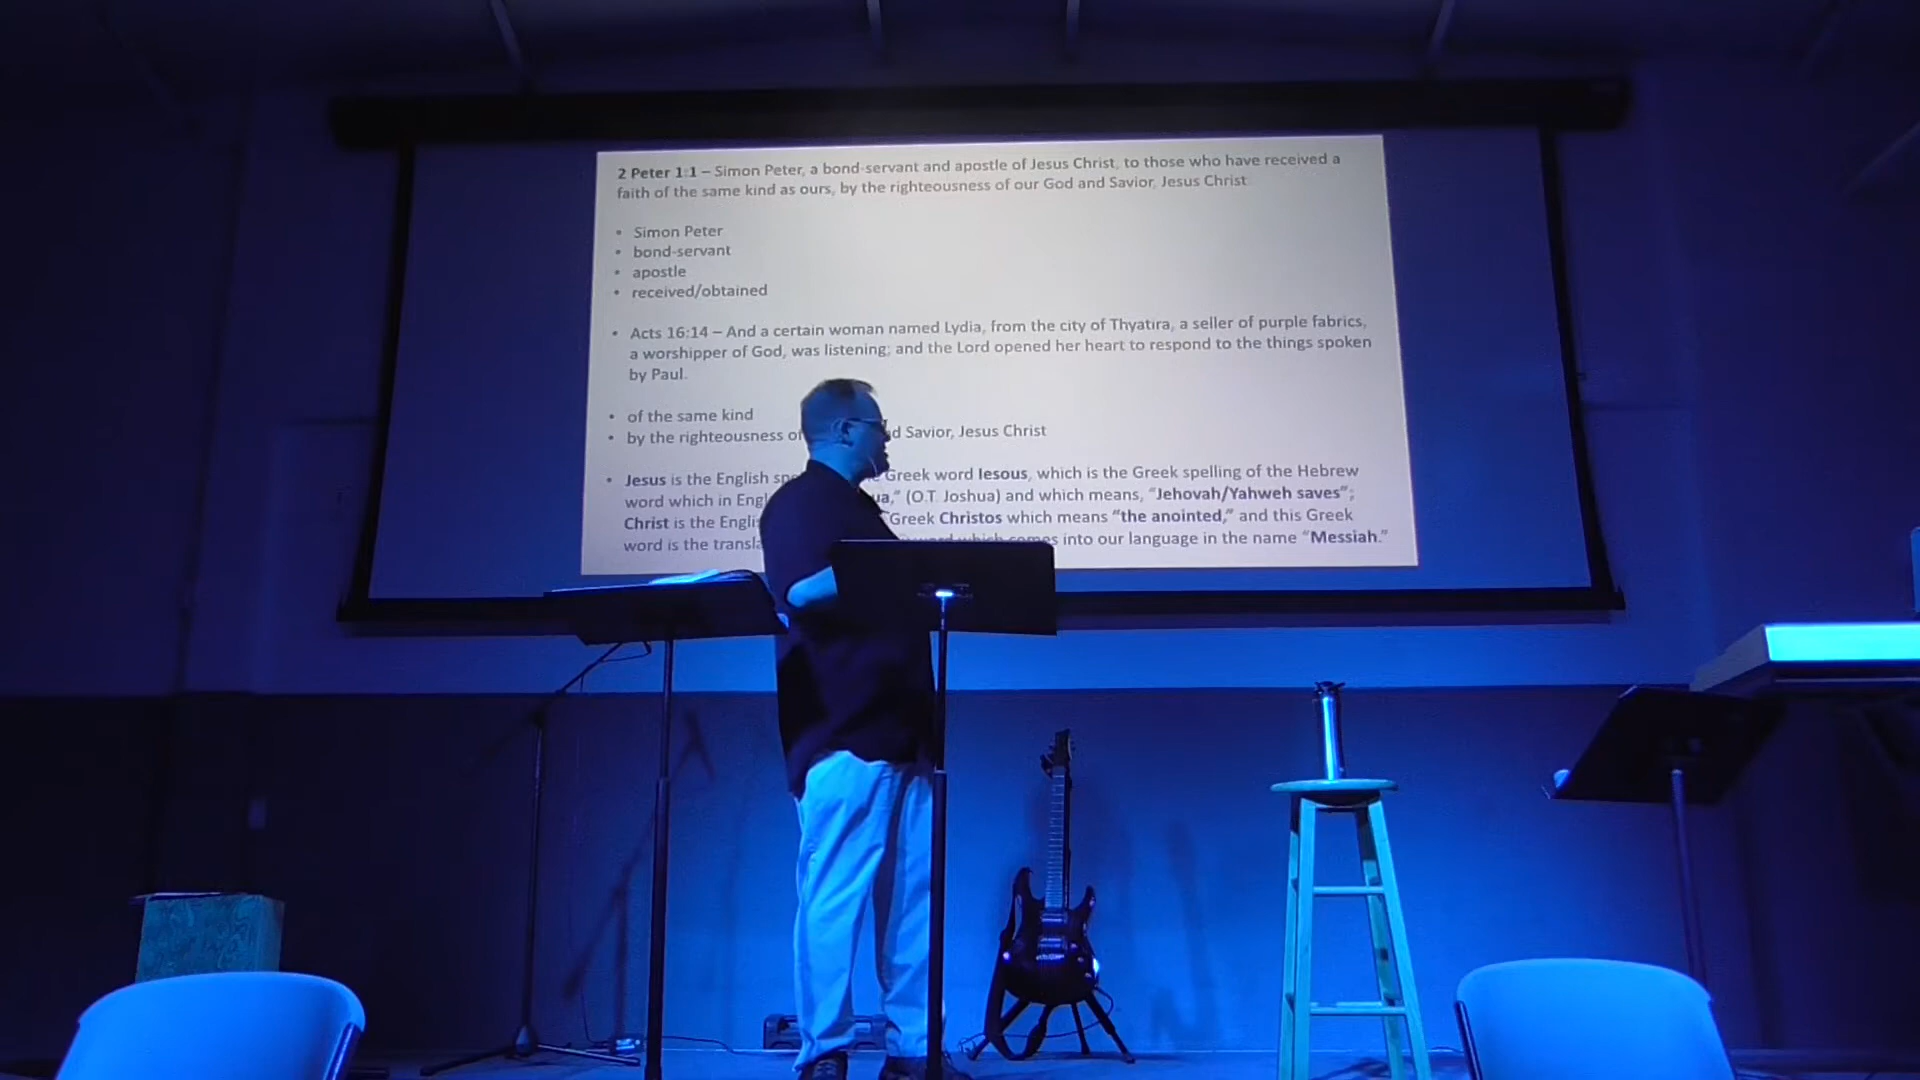 2 Peter 1:1 – Simon Peter, a bond-servant and apostle of Jesus Christ, to those who have received a
faith of the same kind as ours, by the righteousness of our God and Savior, Jesus Christ
• Simon Peter
• bond-servant
• apostle
• received/obtained
• Acts 16:14 – And a certain woman named Lydia, from the city of Thyatira, a seller of purple fabrics,
a worshipper of God, was listening; and the Lord opened her heart to respond to the things spoken
by Paul.
• of the same kind
• by the righteousness of d Savior, Jesus Christ
• Jesus is the English Greek word Iesous, which is the Greek spelling of the Hebrew
word which in Engl ua,” (O.T. Joshua) and which means, “Jehovah/Yahweh saves”;
Christ is the Engli Greek Christos which means “the anointed,” and this Greek
word is the transla word which comes into our language in the name “Messiah.”